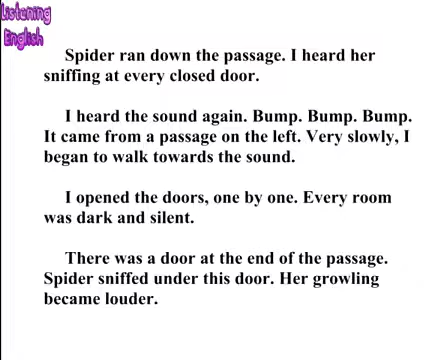 Listening
English
Spider ran down the passage. I heard her
sniffing at every closed door.
I heard the sound again. Bump. Bump. Bump.
It came from a passage on the left. Very slowly, I
began to walk towards the sound.
I opened the doors, one by one. Every room
was dark and silent.
There was a door at the end of the passage.
Spider sniffed under this door. Her growling
became louder.